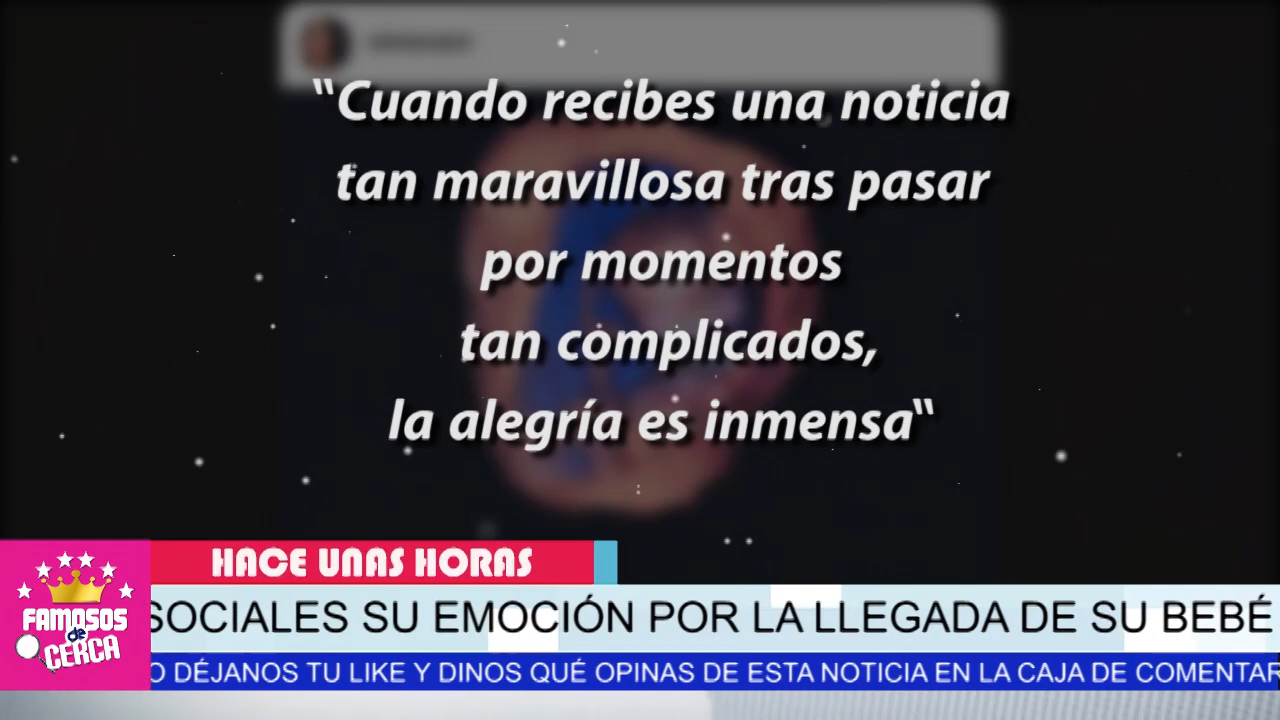 "Cuando recibes una noticia
tan maravillosa tras pasar
por momentos
tan complicados,
la alegría es inmensa"
HACE UNAS HORAS
FAMOSOS
de
CERCA
SOCIALES SU EMOCIÓN POR LA LLEGADA DE SU BEBÉ
O DÉJANOS TU LIKE Y DINOS QUÉ OPINAS DE ESTA NOTICIA EN LA CAJA DE COMENTAR